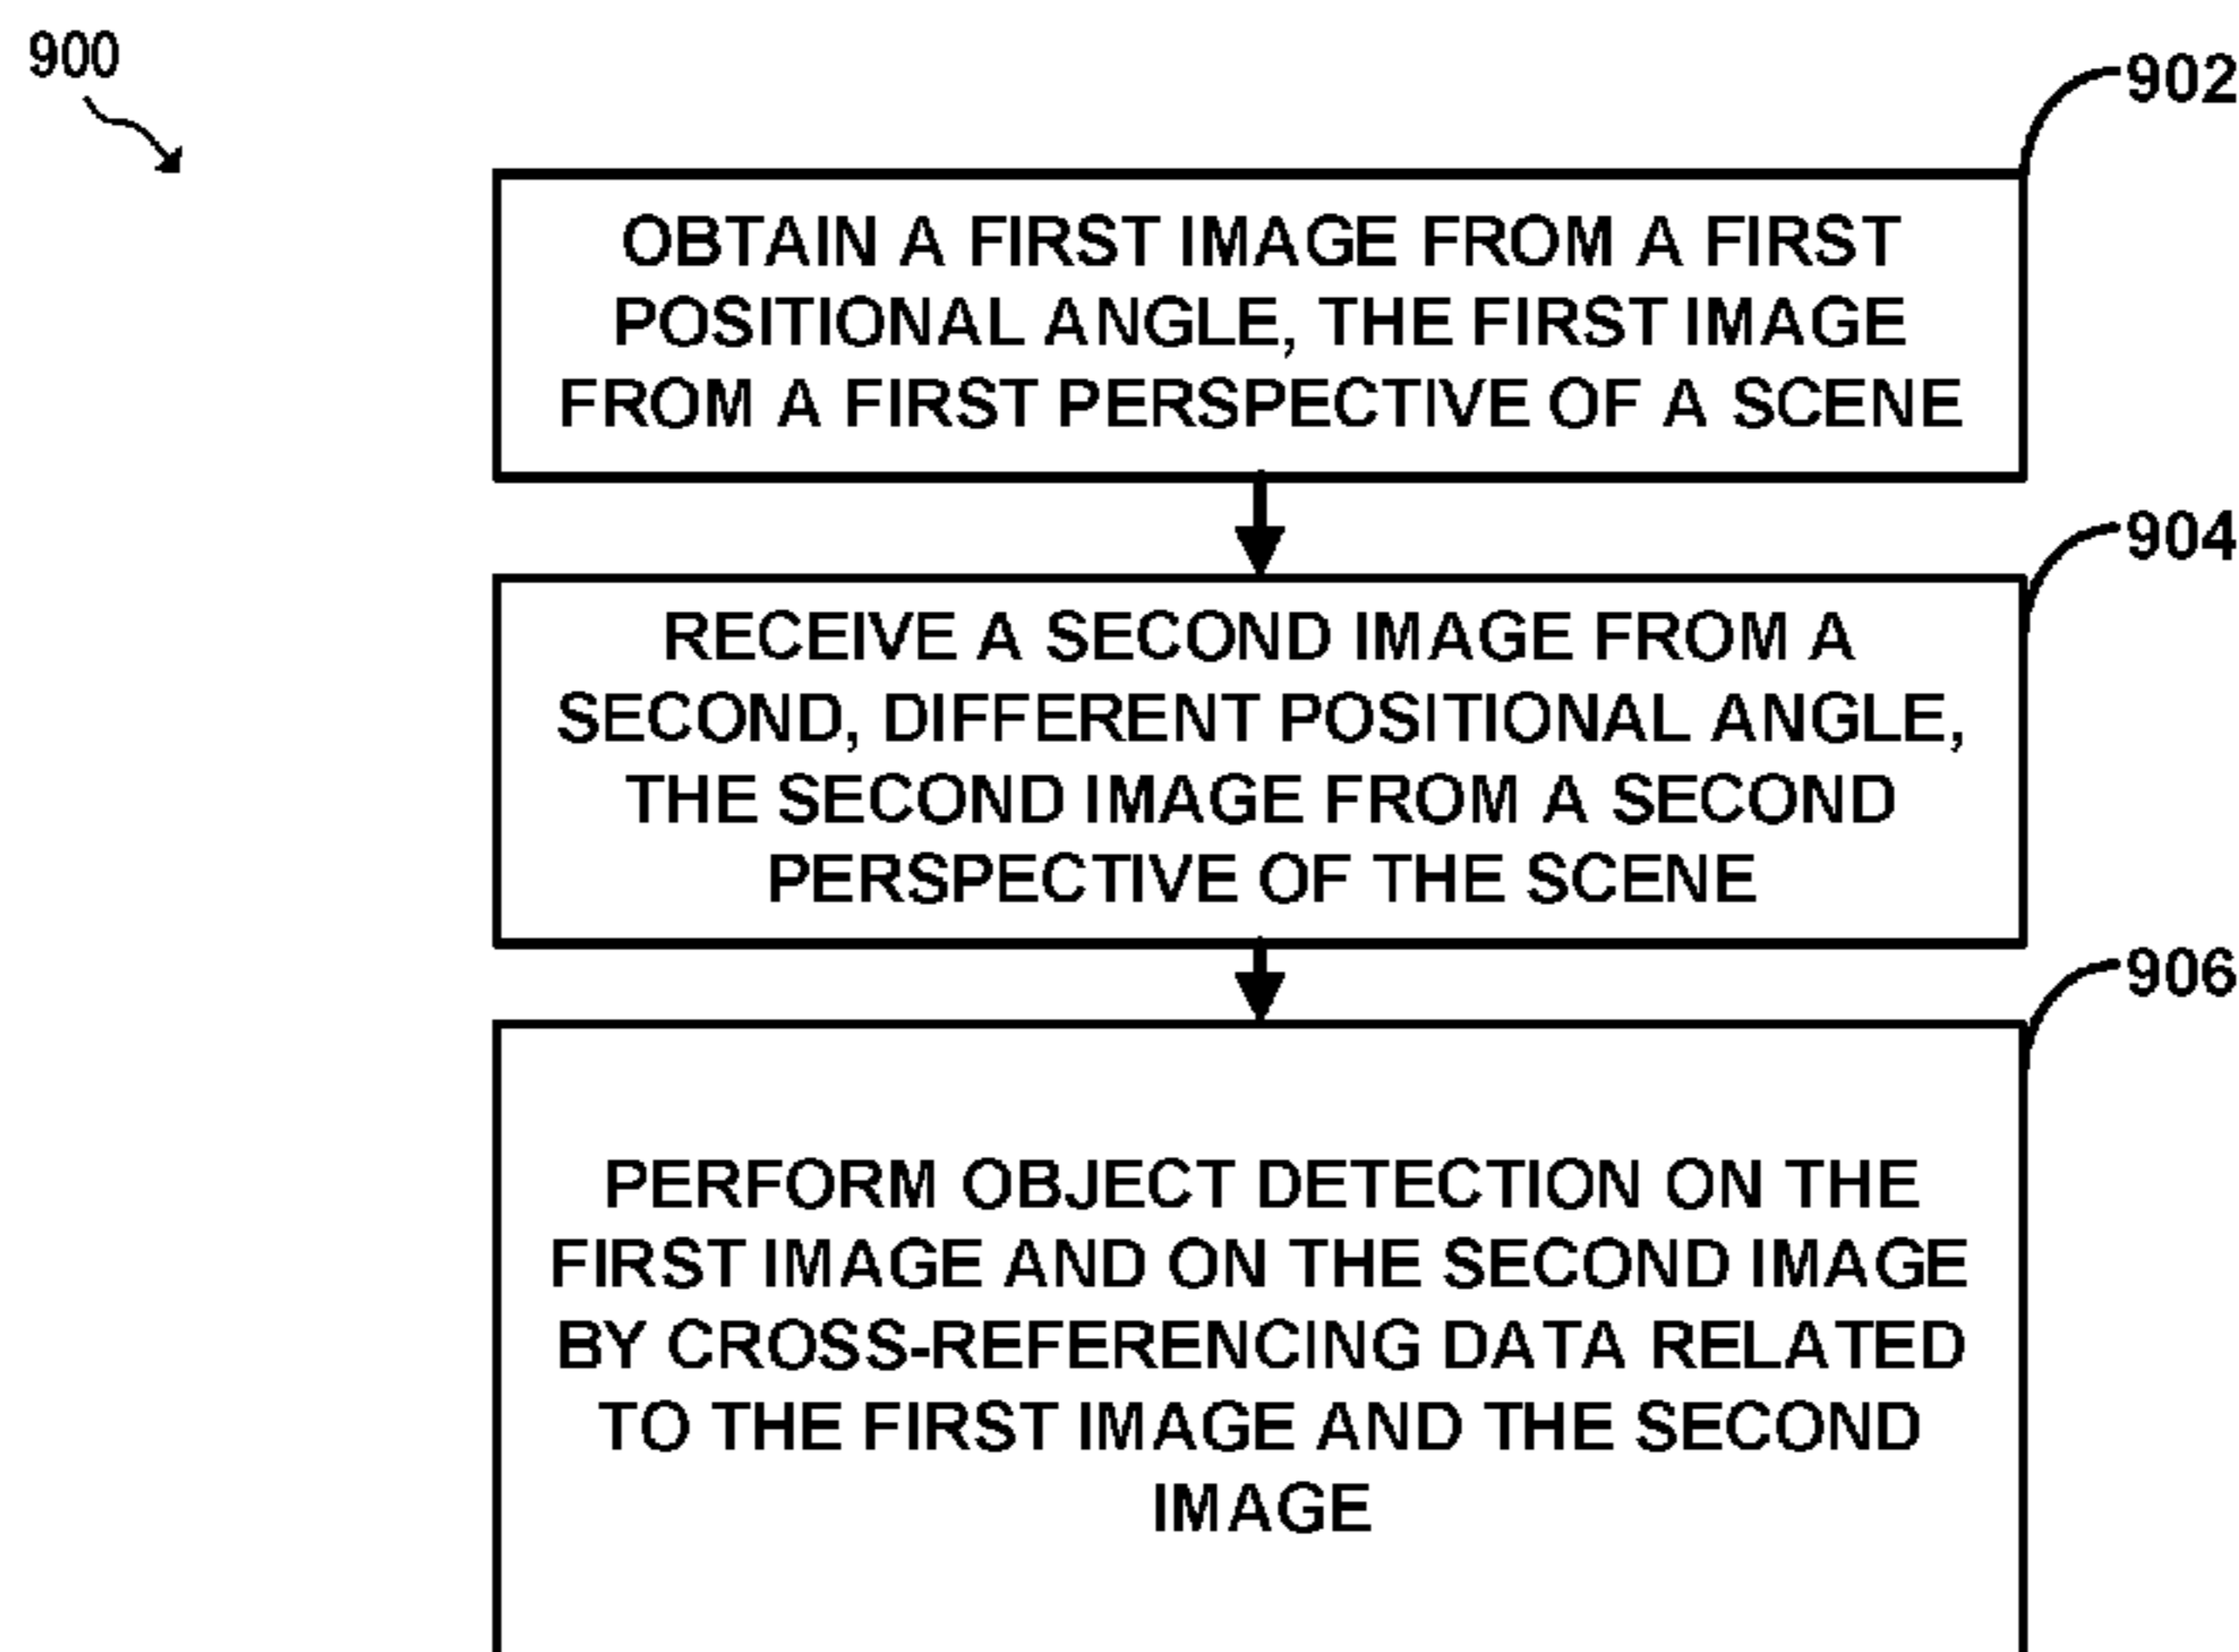 900
902
OBTAIN A FIRST IMAGE FROM A FIRST
POSITIONAL ANGLE, THE FIRST IMAGE
FROM A FIRST PERSPECTIVE OF A SCENE
904
RECEIVE A SECOND IMAGE FROM A
SECOND, DIFFERENT POSITIONAL ANGLE,
THE SECOND IMAGE FROM A SECOND
PERSPECTIVE OF THE SCENE
906
PERFORM OBJECT DETECTION ON THE
FIRST IMAGE AND ON THE SECOND IMAGE
BY CROSS-REFERENCING DATA RELATED
TO THE FIRST IMAGE AND THE SECOND
IMAGE